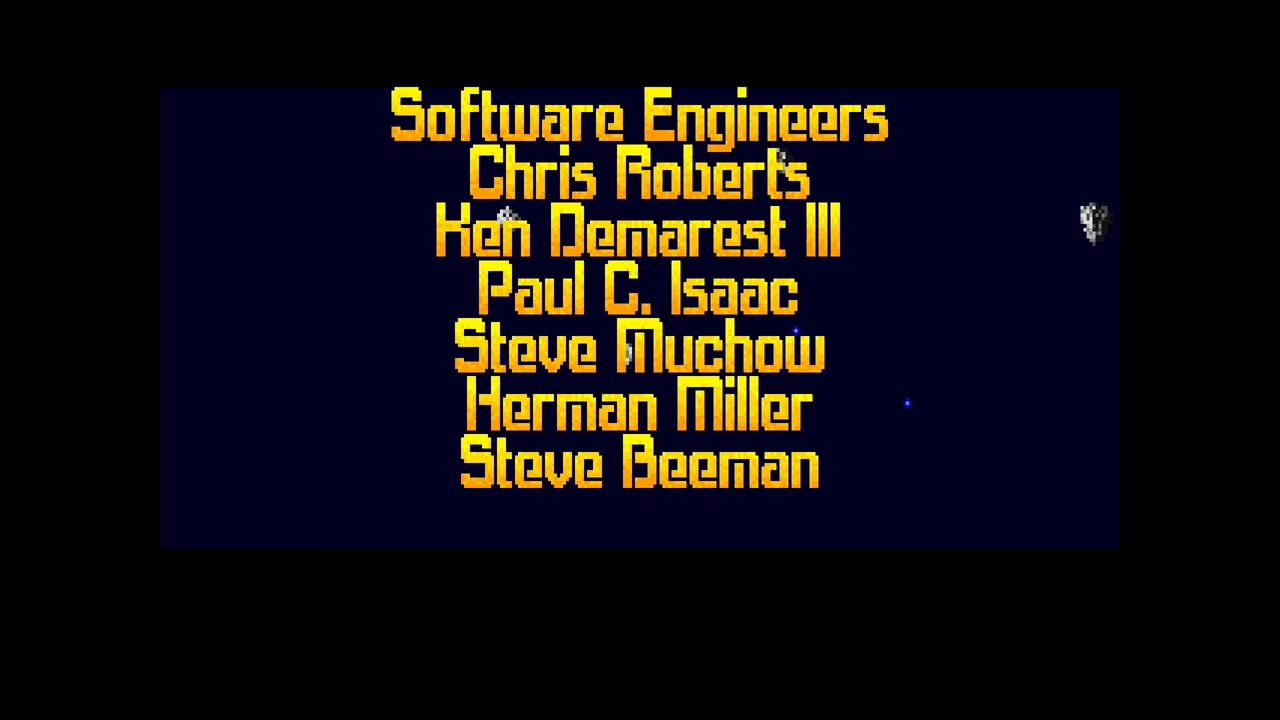 Software Engineers
Chris Roberts
Ken Demarest III
Paul C. Isaac
Steve Muchow
Herman Miller
Steve Beeman